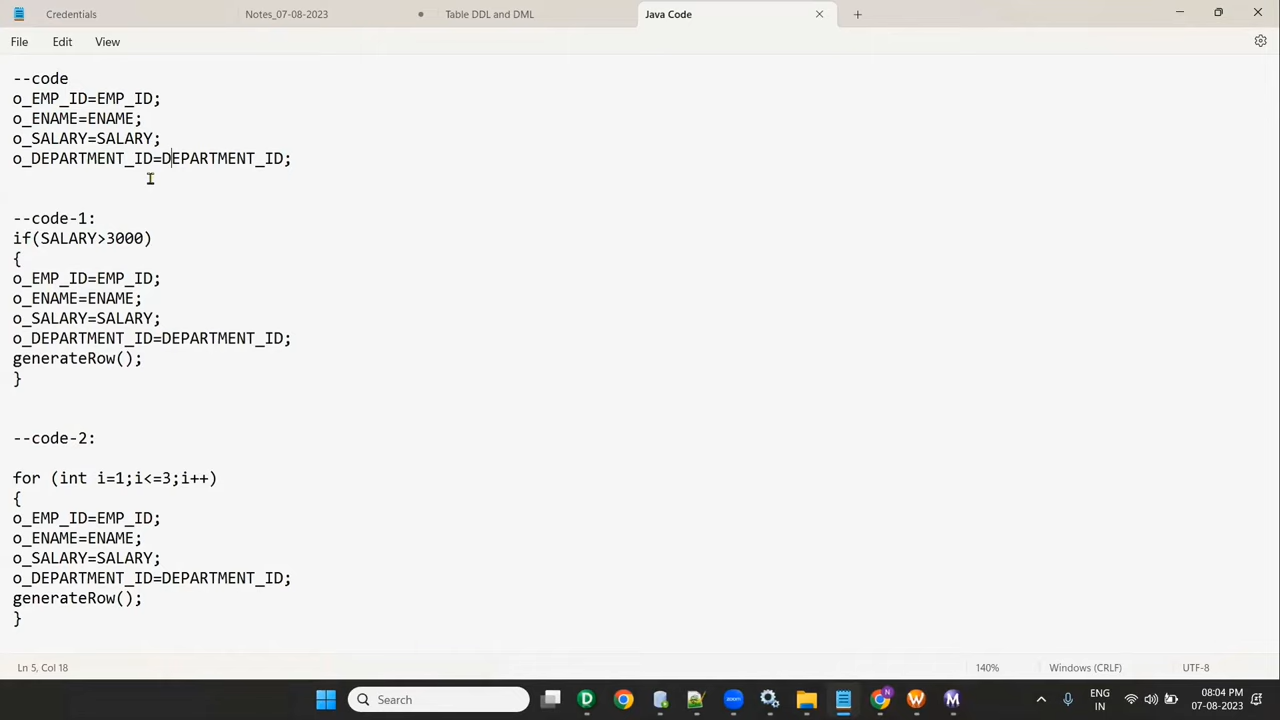 Credentials
Notes_07-08-2023
Table DDL and DML
Java Code
File
Edit
View
--code
o_EMP_ID=EMP_ID;
o_ENAME=ENAME;
o_SALARY=SALARY;
o_DEPARTMENT_ID=DEPARTMENT_ID;
--code-1:
if(SALARY>3000)
{
o_EMP_ID=EMP_ID;
o_ENAME=ENAME;
o_SALARY=SALARY;
o_DEPARTMENT_ID=DEPARTMENT_ID;
generateRow();
}
--code-2:
for (int i=1;i<=3;i++)
{
o_EMP_ID=EMP_ID;
o_ENAME=ENAME;
o_SALARY=SALARY;
o_DEPARTMENT_ID=DEPARTMENT_ID;
generateRow();
}
Ln 5, Col 18
140%
Windows (CRLF)
UTF-8
Search
ENG
IN
08:04 PM
07-08-2023